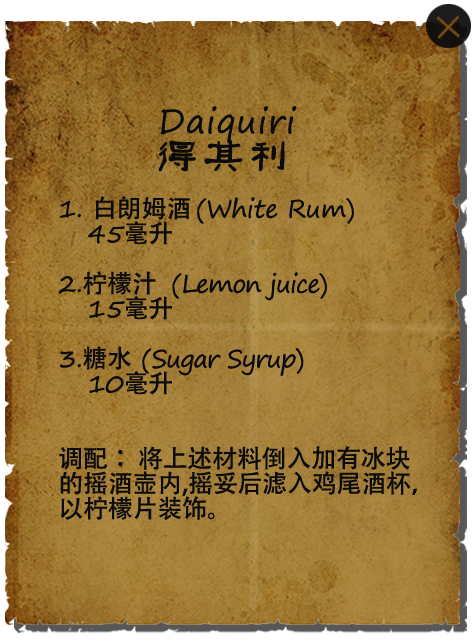 Daiquiri
得其利
1. 白朗姆酒(White Rum)
45毫升
2.柠檬汁 (Lemon juice)
15毫升
3.糖水 (Sugar Syrup)
10毫升
调配：将上述材料倒入加有冰块
的摇酒壶内,摇妥后滤入鸡尾酒杯,
以柠檬片装饰。